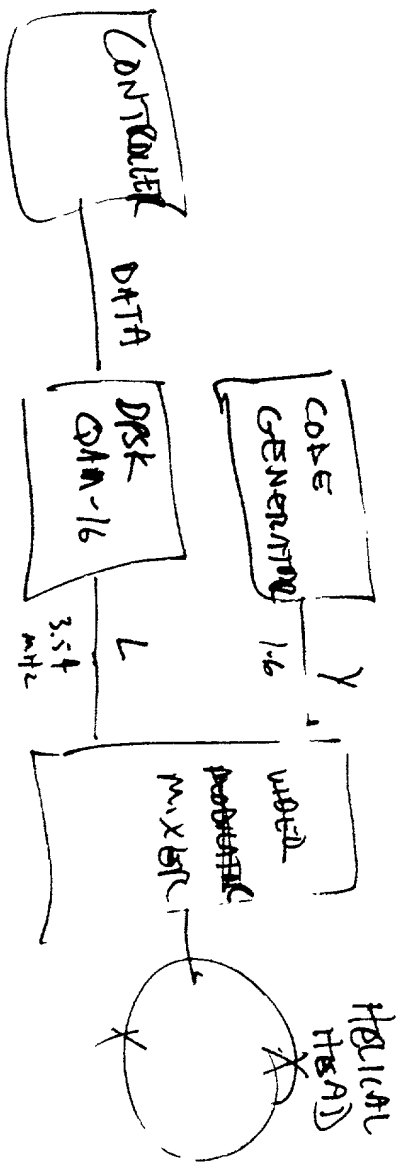 CONTROLLER
DATA
DPSK
QAM-16
CODE
GENERATOR
L
3.54
MHz
Y
1.6
VIDEO
MIXER
HELICAL
HEAD